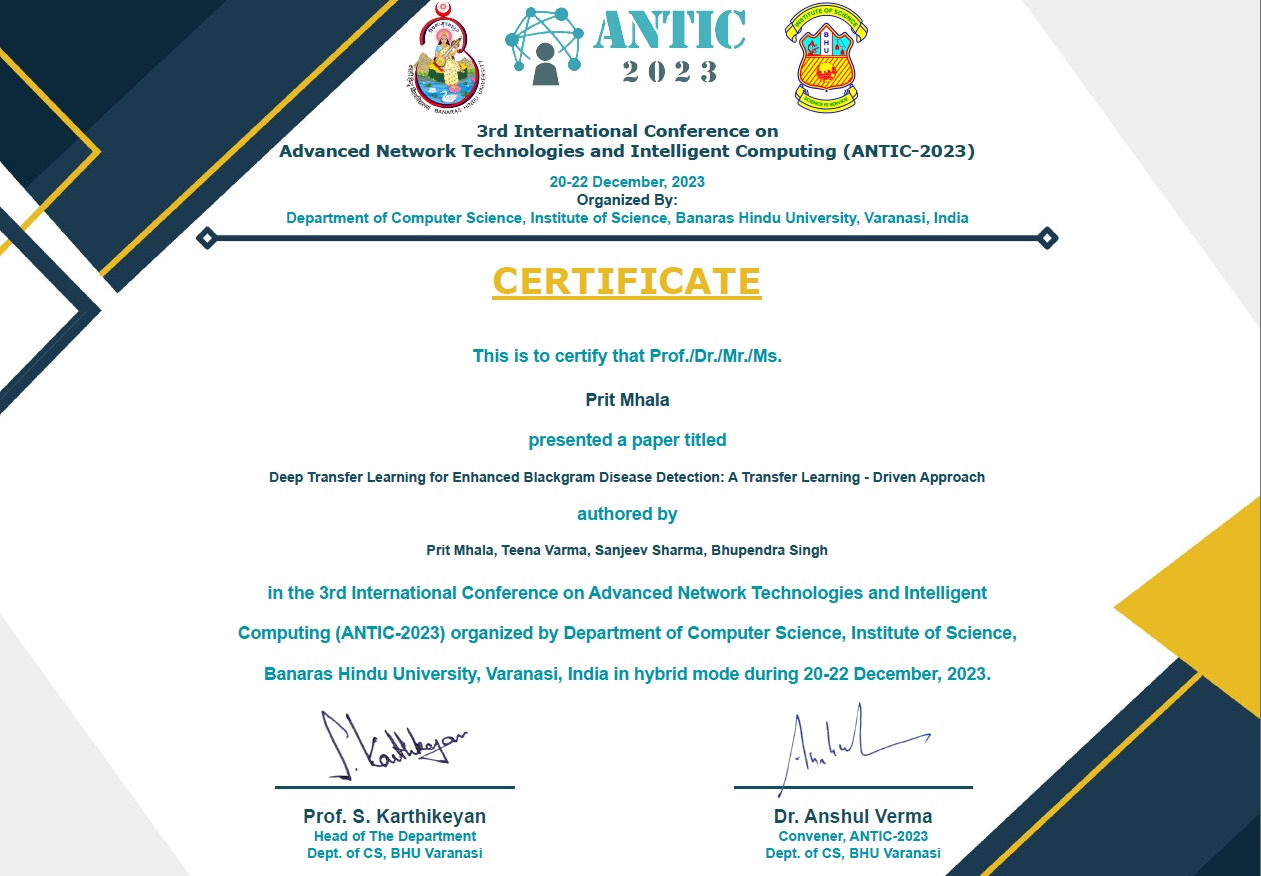 ANTIC
2023
BANARAS HINDU UNIVERSITY
INSTITUTE OF SCIENCE
BHU
SCIENCE IS SERVICE
3rd International Conference on
Advanced Network Technologies and Intelligent Computing (ANTIC-2023)
20-22 December, 2023
Organized By:
Department of Computer Science, Institute of Science, Banaras Hindu University, Varanasi, India
CERTIFICATE
This is to certify that Prof./Dr./Mr./Ms.
Prit Mhala
presented a paper titled
Deep Transfer Learning for Enhanced Blackgram Disease Detection: A Transfer Learning - Driven Approach
authored by
Prit Mhala, Teena Varma, Sanjeev Sharma, Bhupendra Singh
in the 3rd International Conference on Advanced Network Technologies and Intelligent
Computing (ANTIC-2023) organized by Department of Computer Science, Institute of Science,
Banaras Hindu University, Varanasi, India in hybrid mode during 20-22 December, 2023.
S. Karthikeyan
Anshul
Prof. S. Karthikeyan
Head of The Department
Dept. of CS, BHU Varanasi
Dr. Anshul Verma
Convener, ANTIC-2023
Dept. of CS, BHU Varanasi